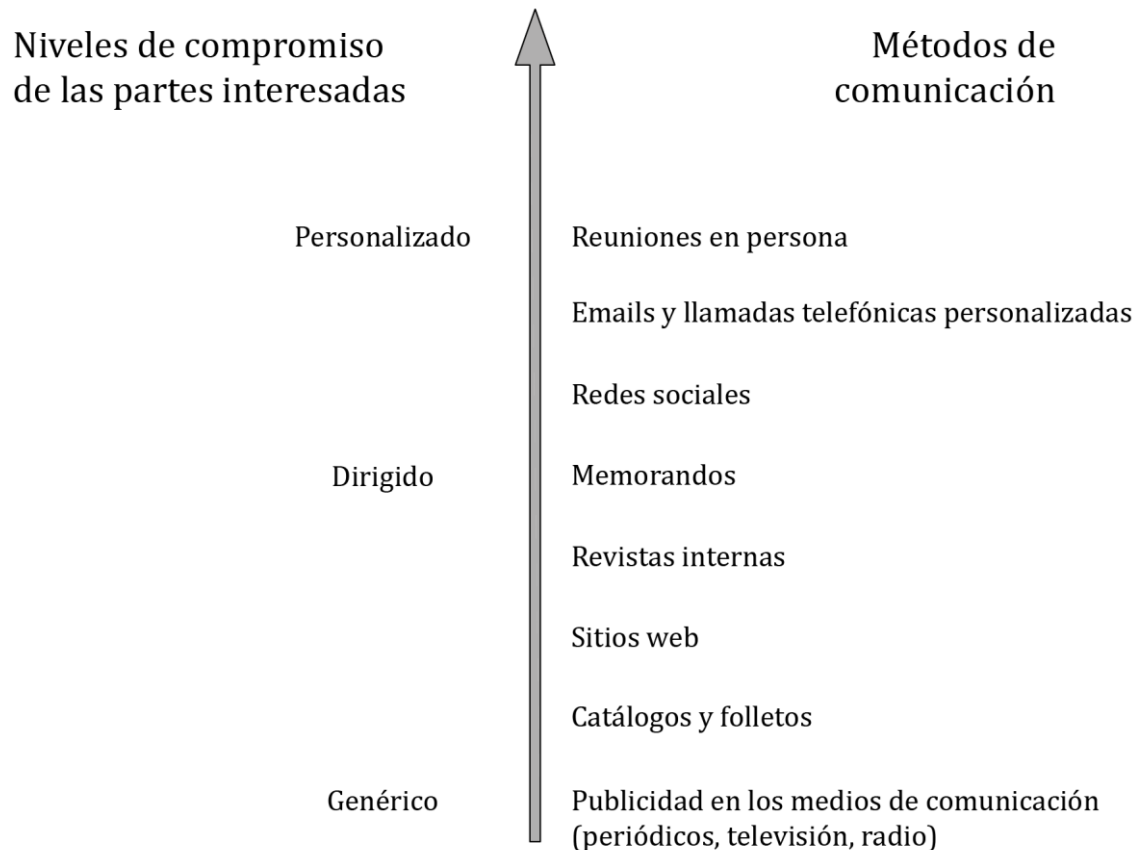 Niveles de compromiso
de las partes interesadas
Métodos de
comunicación
Personalizado
Reuniones en persona
Emails y llamadas telefónicas personalizadas
Redes sociales
Dirigido
Memorandos
Revistas internas
Sitios web
Catálogos y folletos
Genérico
Publicidad en los medios de comunicación
(periódicos, televisión, radio)